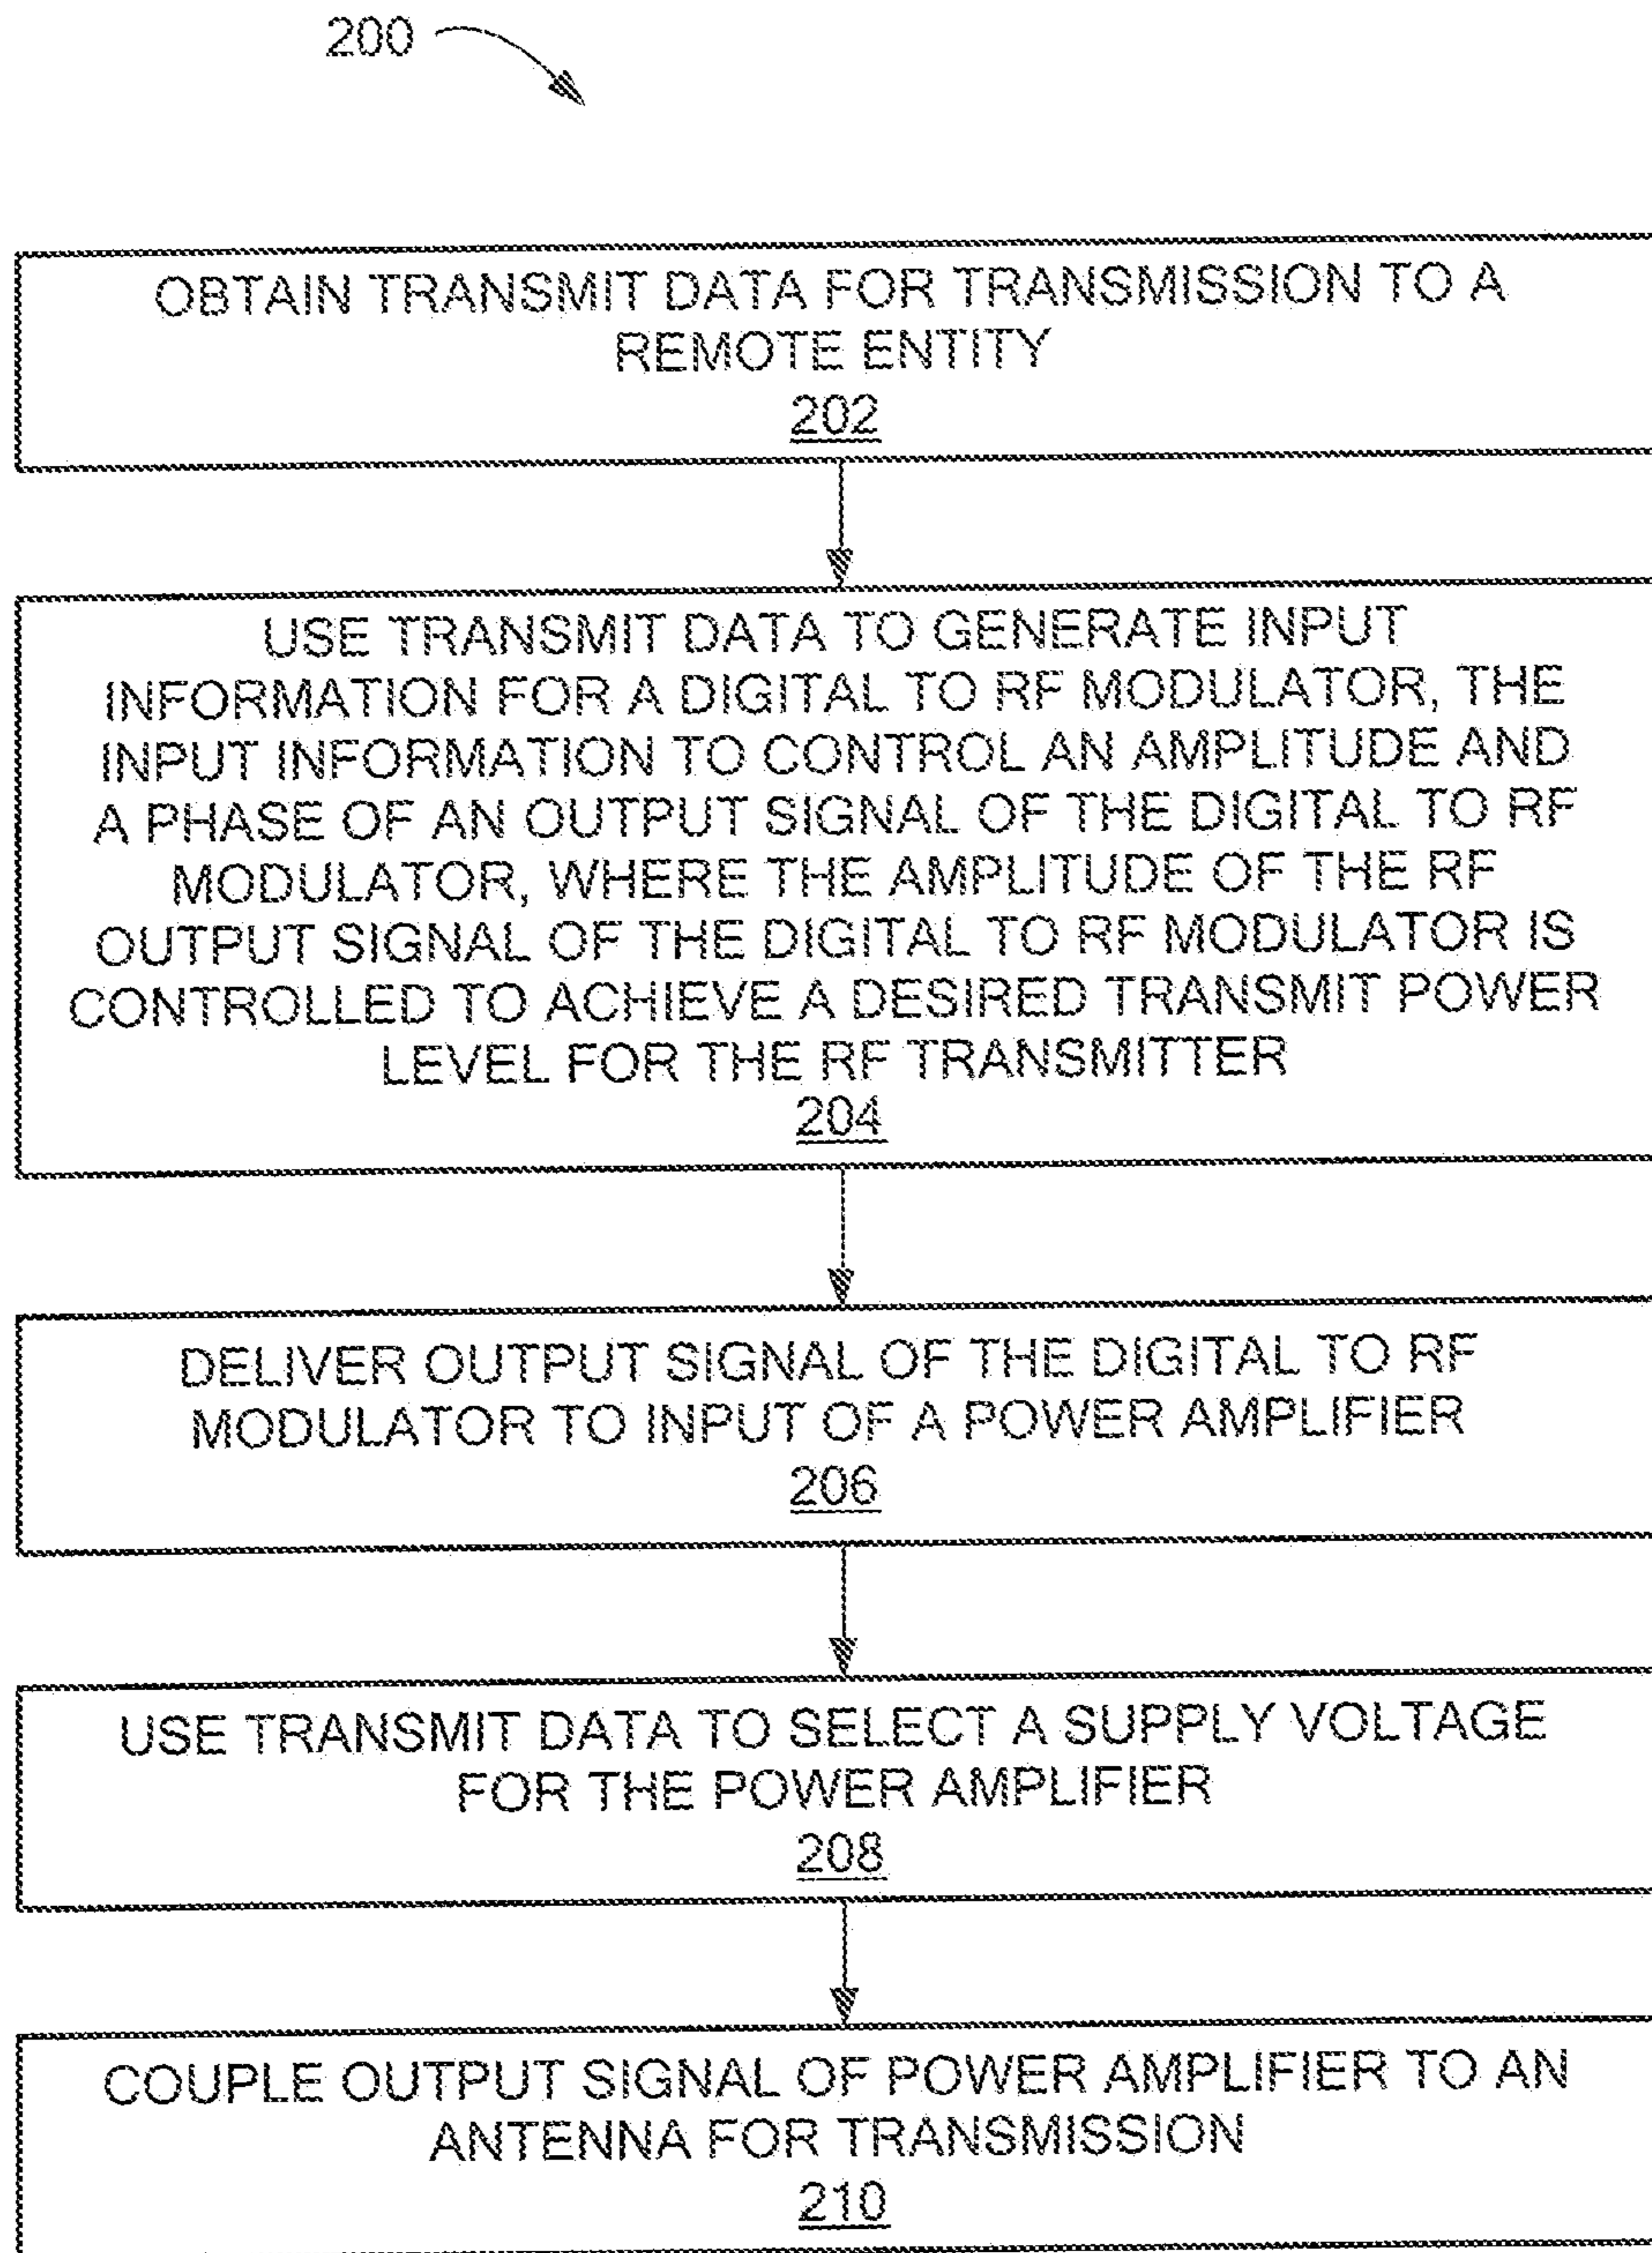 200
OBTAIN TRANSMIT DATA FOR TRANSMISSION TO A
REMOTE ENTITY
202
USE TRANSMIT DATA TO GENERATE INPUT
INFORMATION FOR A DIGITAL TO RF MODULATOR, THE
INPUT INFORMATION TO CONTROL AN AMPLITUDE AND
A PHASE OF AN OUTPUT SIGNAL OF THE DIGITAL TO RF
MODULATOR, WHERE THE AMPLITUDE OF THE RF
OUTPUT SIGNAL OF THE DIGITAL TO RF MODULATOR IS
CONTROLLED TO ACHIEVE A DESIRED TRANSMIT POWER
LEVEL FOR THE RF TRANSMITTER
204
DELIVER OUTPUT SIGNAL OF THE DIGITAL TO RF
MODULATOR TO INPUT OF A POWER AMPLIFIER
206
USE TRANSMIT DATA TO SELECT A SUPPLY VOLTAGE
FOR THE POWER AMPLIFIER
208
COUPLE OUTPUT SIGNAL OF POWER AMPLIFIER TO AN
ANTENNA FOR TRANSMISSION
210